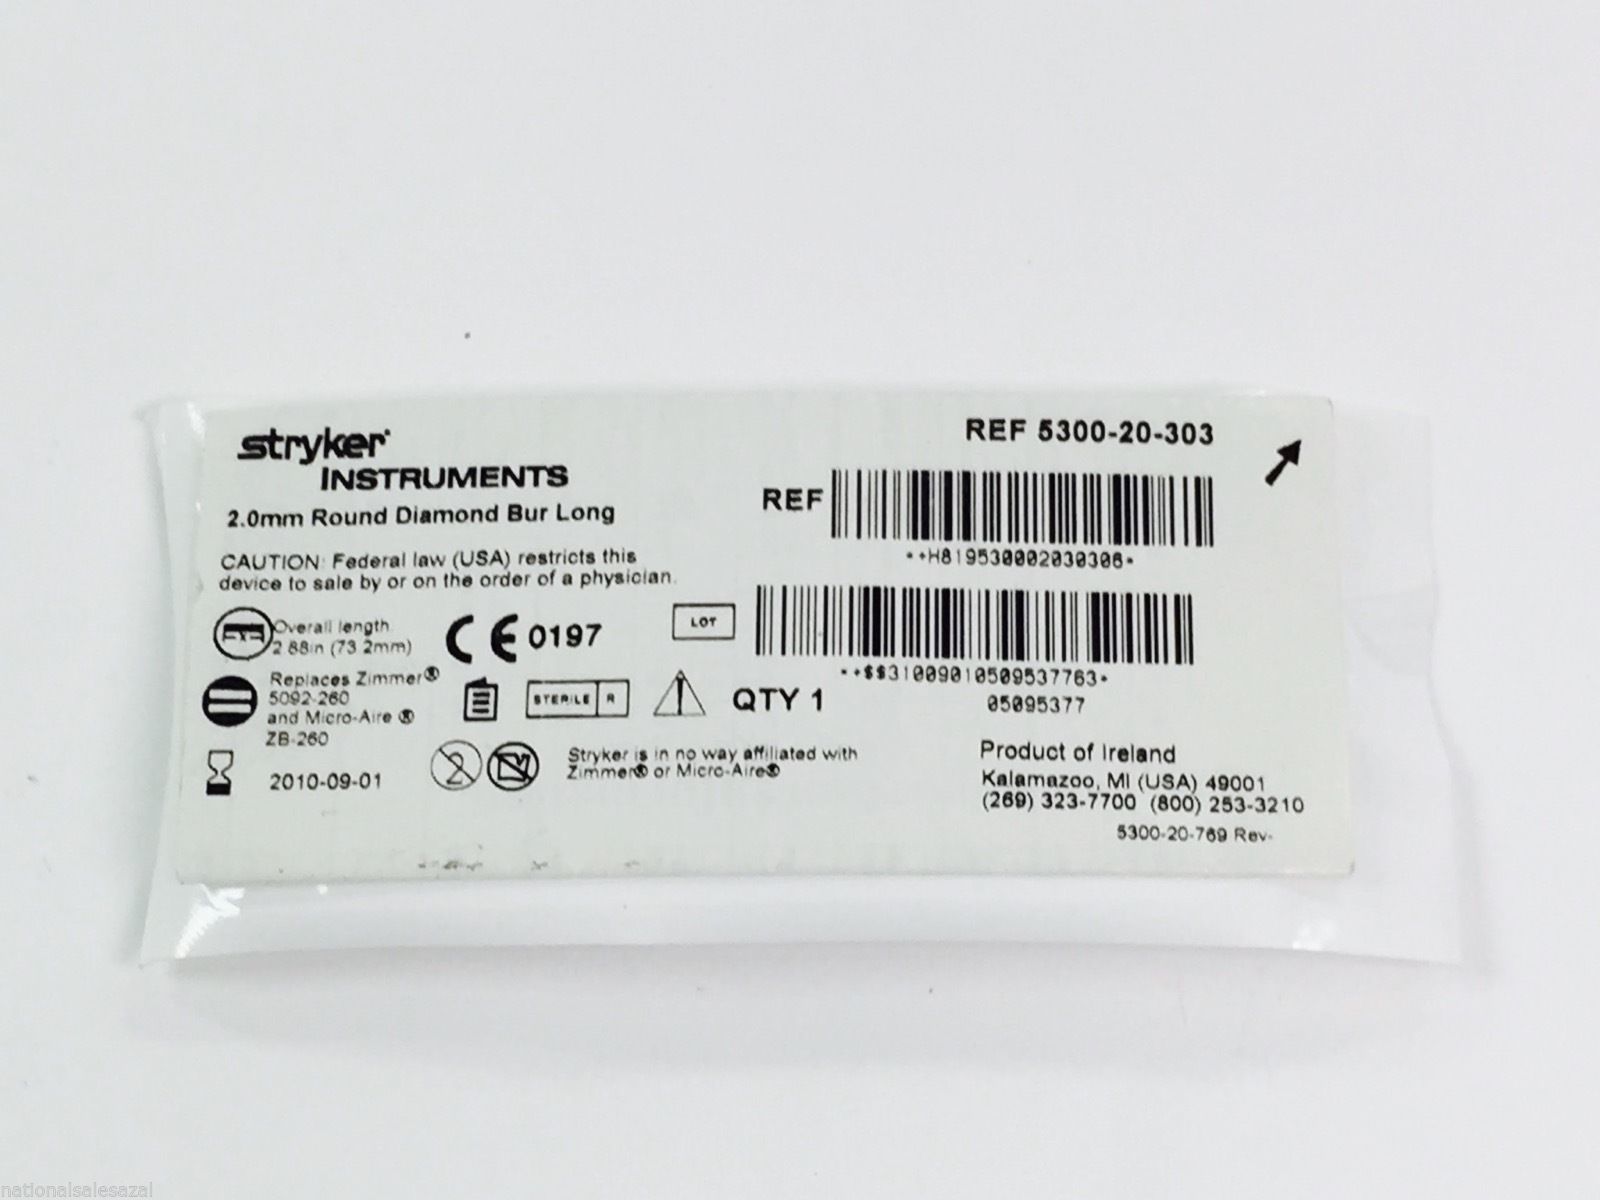 stryker
INSTRUMENTS
2.0mm Round Diamond Bur Long
CAUTION: Federal law (USA) restricts this
device to sale by or on the order of a physician.
Overall length
2.88in (73.2mm)
CE 0197
Replaces Zimmer®
5092-260
and Micro-Aire ®
ZB-260
STERILE R
QTY 1
2010-09-01
2
Stryker is in no way affiliated with
Zimmer® or Micro-Aire®
REF 5300-20-303
REF
*+H819530002030306*
LOT
*+$$31009010509537763*
05095377
Product of Ireland
Kalamazoo, MI (USA) 49001
(269) 323-7700 (800) 253-3210
5300-20-769 Rev-
nationalsalesazal